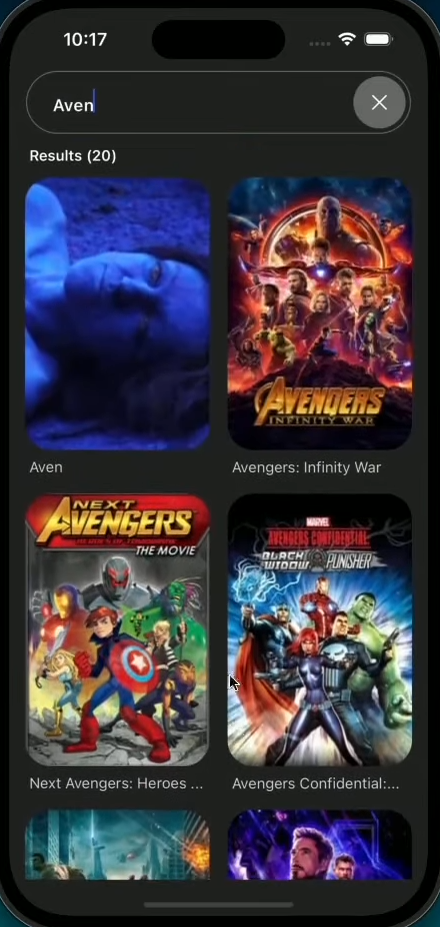 10:17
Aven
Results (20)
AVENGERS
INFINITY WAR
Aven
Avengers: Infinity War
NEXT
AVENGERS
HEROES OF TOMORROW
THE MOVIE
MARVEL
AVENGERS CONFIDENTIAL
BLACK WIDOW PUNISHER
Next Avengers: Heroes ...
Avengers Confidential:...